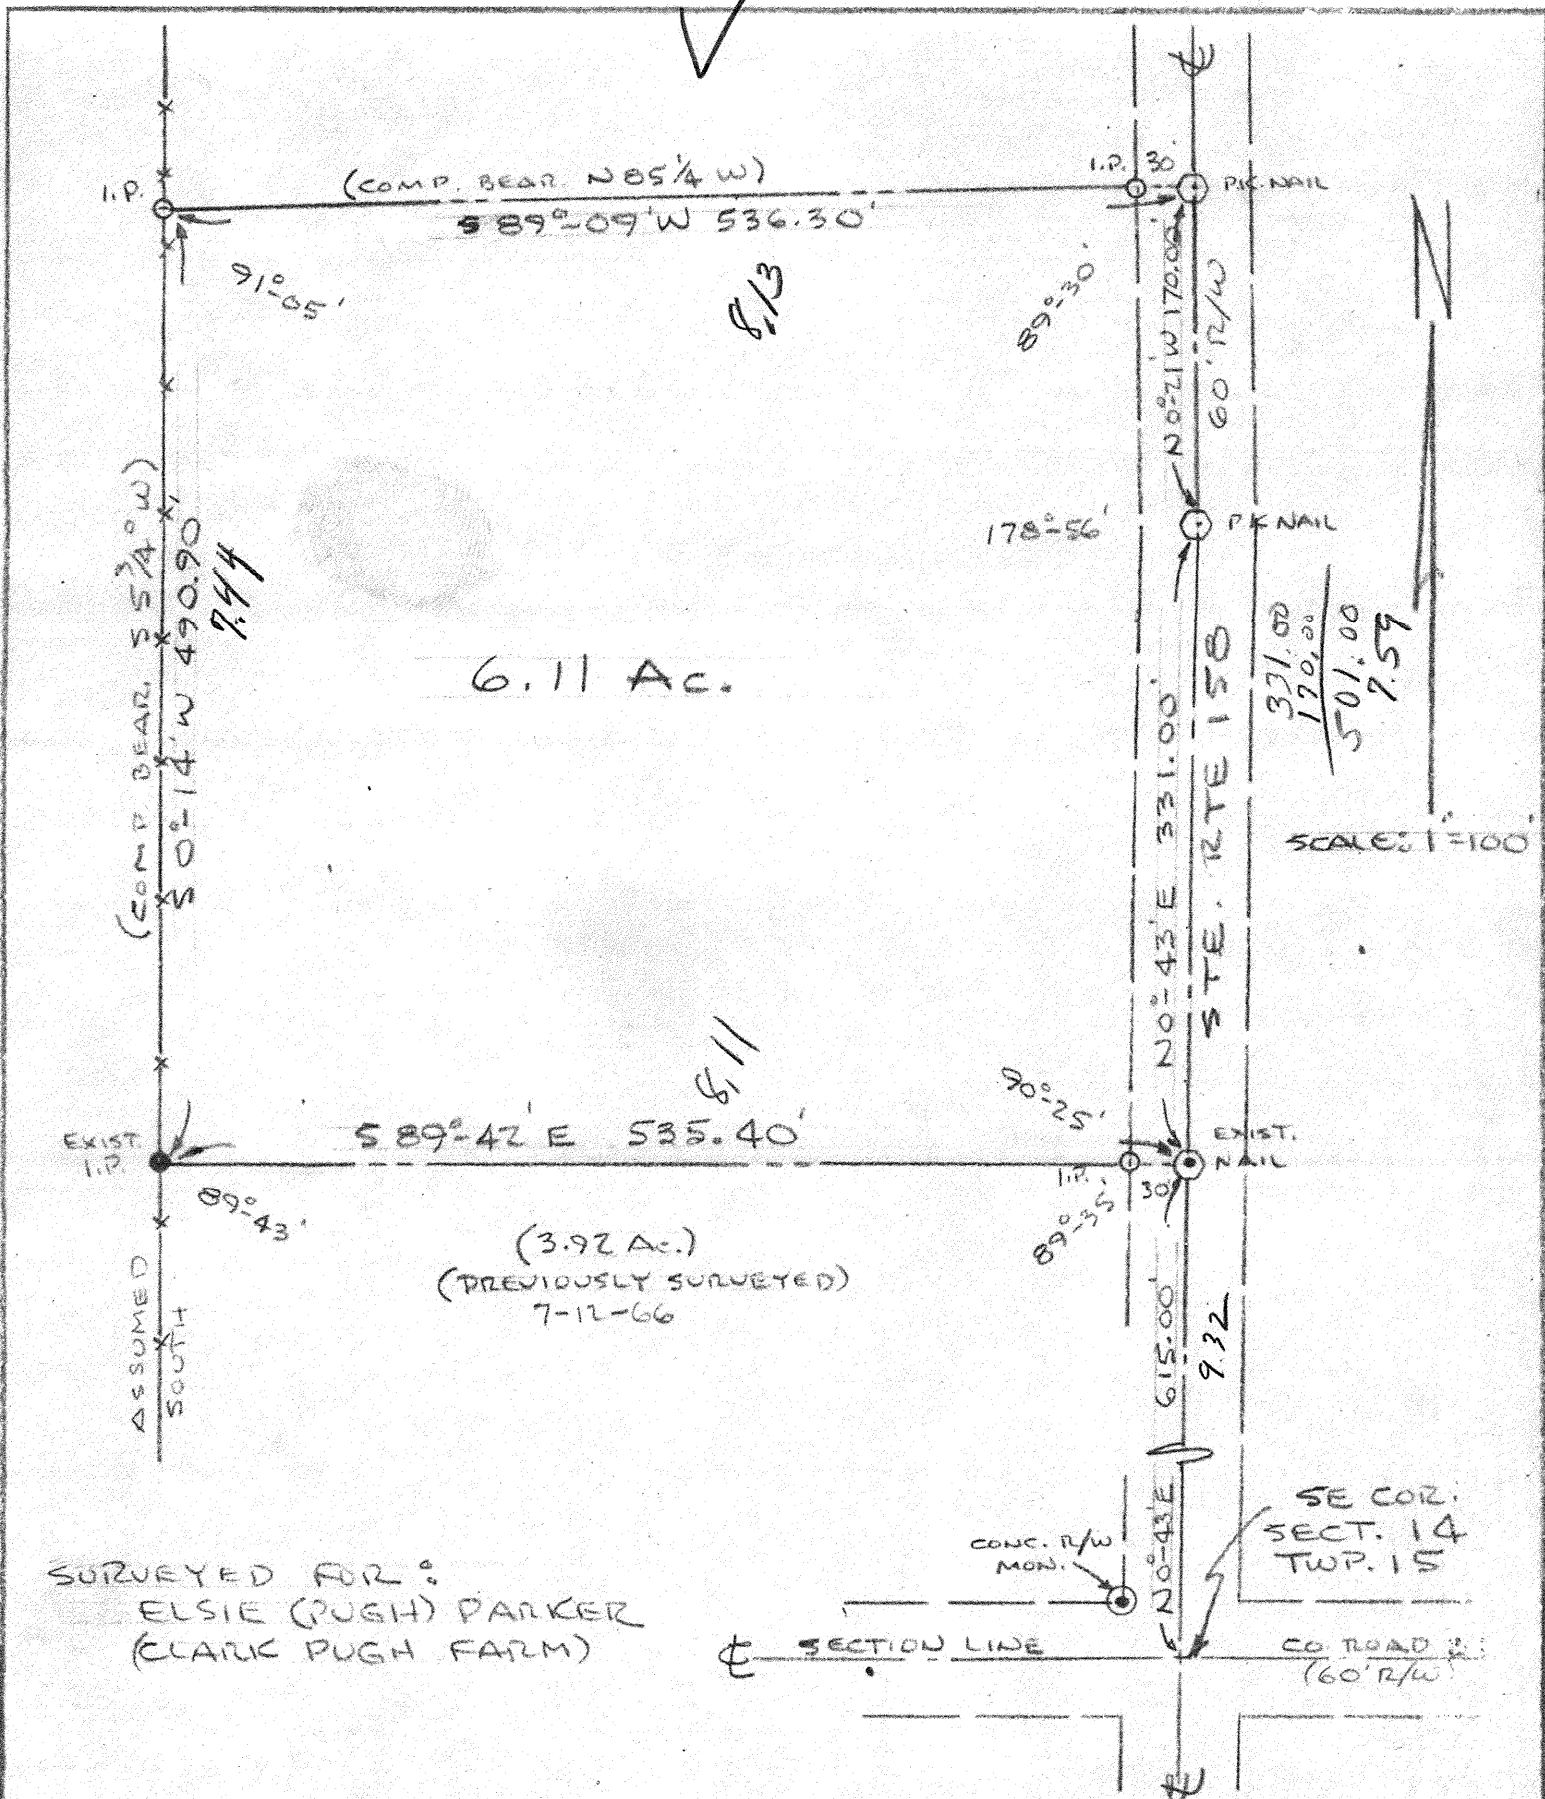 I.P.
(COMP. BEAR. N 85 1/4 W)
S 89°-09' W 536.30'
I.P.
30'
P.K. NAIL
91°-05'
8.13
89°-30'
N 0°-21' W 170.00'
60' R/W
N
(COMP BEAR. S 5 3/4° W)
S 0°-14' W 490.90'
7.44
178°-56'
P.K NAIL
6.11 Ac.
N 0°-43' E 331.00'
STE. RTE 158
331.00
170.00
501.00
7.59
SCALE: 1"=100'
8.11
90°-25'
EXIST.
I.P.
S 89°-42' E 535.40'
EXIST.
NAIL
I.P.
30'
89°-43'
89°-35'
(3.92 Ac.)
(PREVIOUSLY SURVEYED)
7-12-66
ASSUMED
SOUTH
N 0°-43' E 615.00'
9.32
SE COR.
SECT. 14
TWP. 15
CONC. R/W
MON.
SURVEYED FOR:
ELSIE (PUGH) PARKER
(CLARK PUGH FARM)
℄ SECTION LINE
CO ROAD
(60' R/W
℄
℄